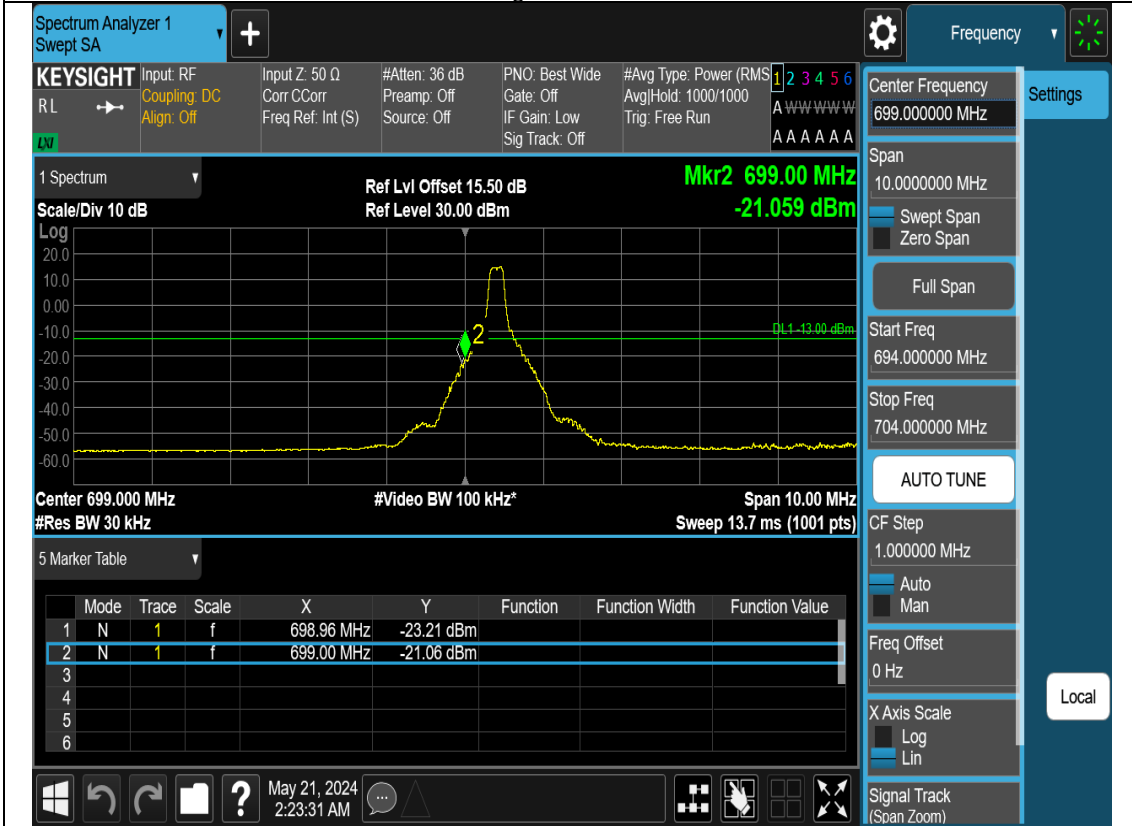 Spectrum Analyzer 1
Swept SA
+
Frequency
KEYSIGHT
RL
LXI
Input: RF
Coupling: DC
Align: Off
Input Z: 50 Ω
Corr CCorr
Freq Ref: Int (S)
#Atten: 36 dB
Preamp: Off
Source: Off
PNO: Best Wide
Gate: Off
IF Gain: Low
Sig Track: Off
#Avg Type: Power (RMS
Avg|Hold: 1000/1000
Trig: Free Run
1 2 3 4 5 6
A W W W W W
A A A A A A
1 Spectrum
Scale/Div 10 dB
Ref Lvl Offset 15.50 dB
Ref Level 30.00 dBm
Mkr2 699.00 MHz
-21.059 dBm
Log
20.0
10.0
0.00
-10.0
-20.0
-30.0
-40.0
-50.0
-60.0
2
DL1 -13.00 dBm
Center 699.000 MHz
#Video BW 100 kHz*
Span 10.00 MHz
#Res BW 30 kHz
Sweep 13.7 ms (1001 pts)
5 Marker Table
Mode Trace Scale X Y Function Function Width Function Value
1 N 1 f 698.96 MHz -23.21 dBm
2 N 1 f 699.00 MHz -21.06 dBm
3
4
5
6
?
May 21, 2024
2:23:31 AM
Center Frequency
699.000000 MHz
Settings
Span
10.0000000 MHz
Swept Span
Zero Span
Full Span
Start Freq
694.000000 MHz
Stop Freq
704.000000 MHz
AUTO TUNE
CF Step
1.000000 MHz
Auto
Man
Freq Offset
0 Hz
X Axis Scale
Log
Lin
Local
Signal Track
(Span Zoom)